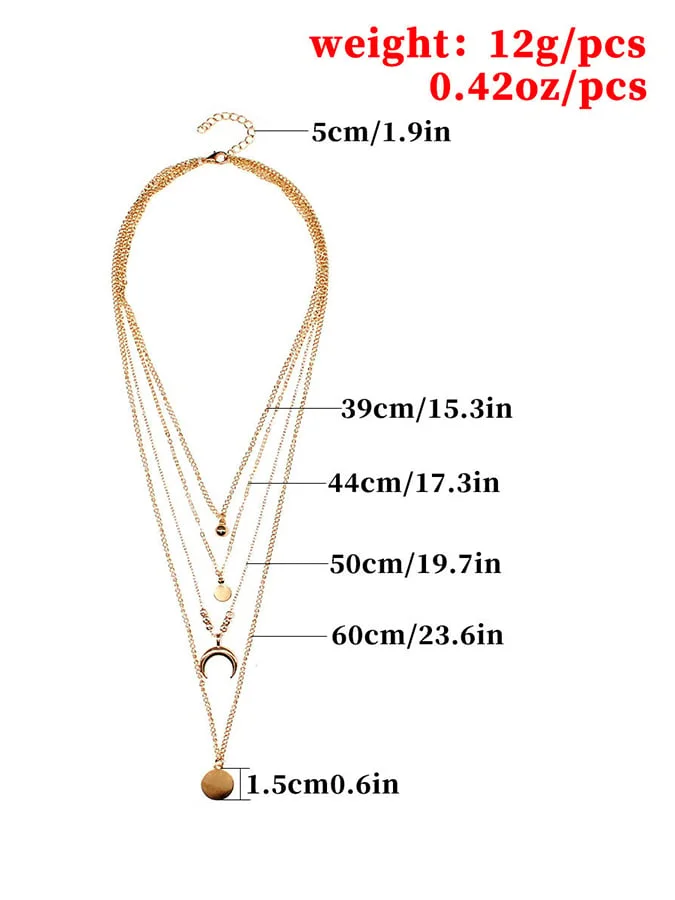 weight: 12g/pcs
0.42oz/pcs
5cm/1.9in
39cm/15.3in
44cm/17.3in
50cm/19.7in
60cm/23.6in
1.5cm0.6in